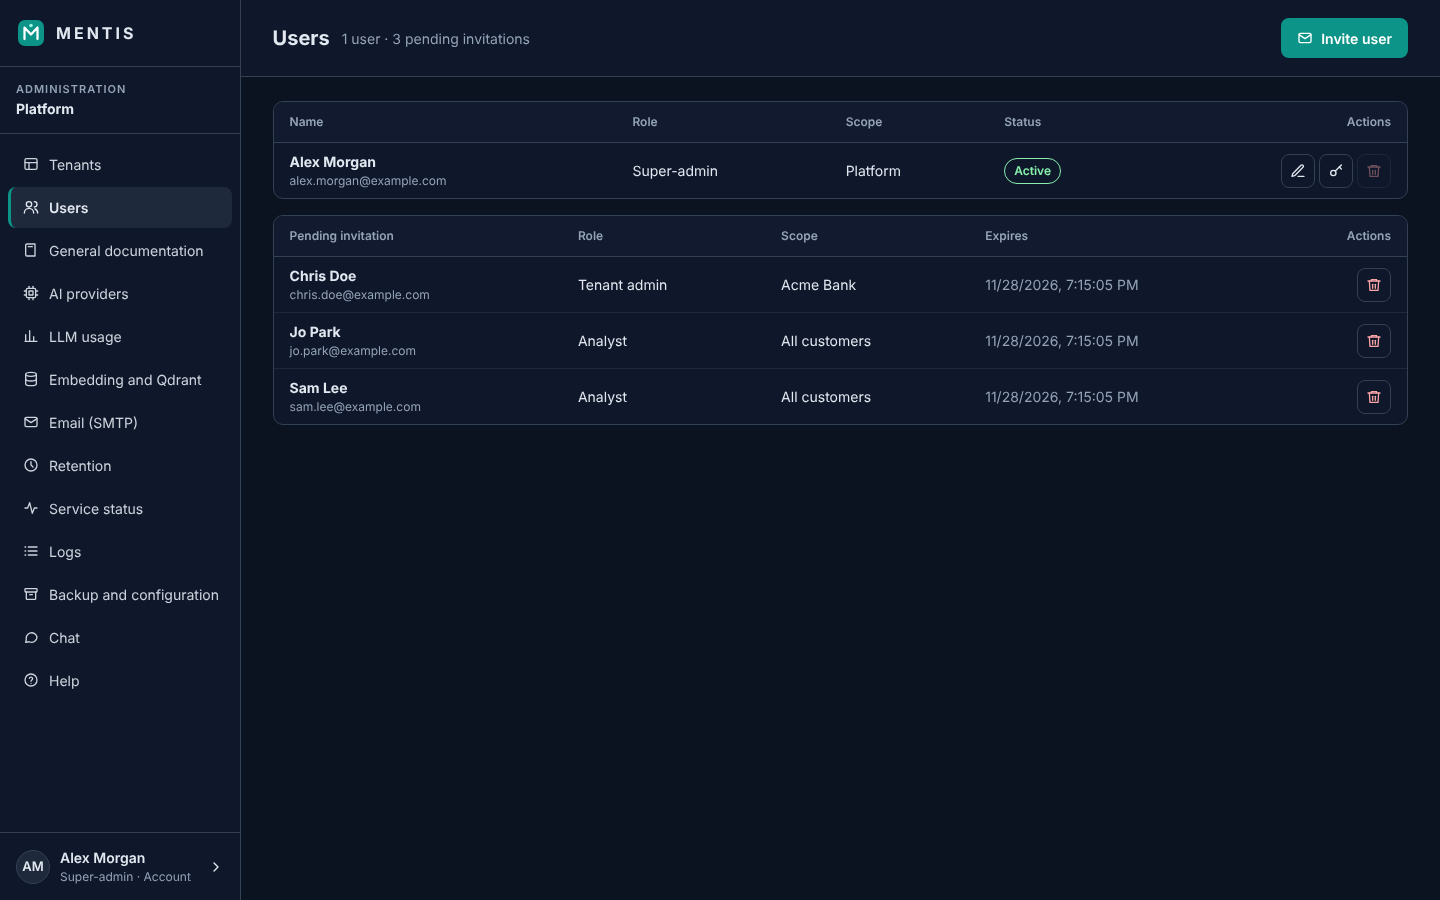 MENTIS
ADMINISTRATION
Platform
Tenants
Users
General documentation
AI providers
LLM usage
Embedding and Qdrant
Email (SMTP)
Retention
Service status
Logs
Backup and configuration
Chat
Help
AM
Alex Morgan
Super-admin · Account
Users 1 user · 3 pending invitations
Invite user
Name Role Scope Status Actions
Alex Morgan
alex.morgan@example.com
Super-admin Platform Active
Pending invitation Role Scope Expires Actions
Chris Doe
chris.doe@example.com
Tenant admin Acme Bank 11/28/2026, 7:15:05 PM
Jo Park
jo.park@example.com
Analyst All customers 11/28/2026, 7:15:05 PM
Sam Lee
sam.lee@example.com
Analyst All customers 11/28/2026, 7:15:05 PM